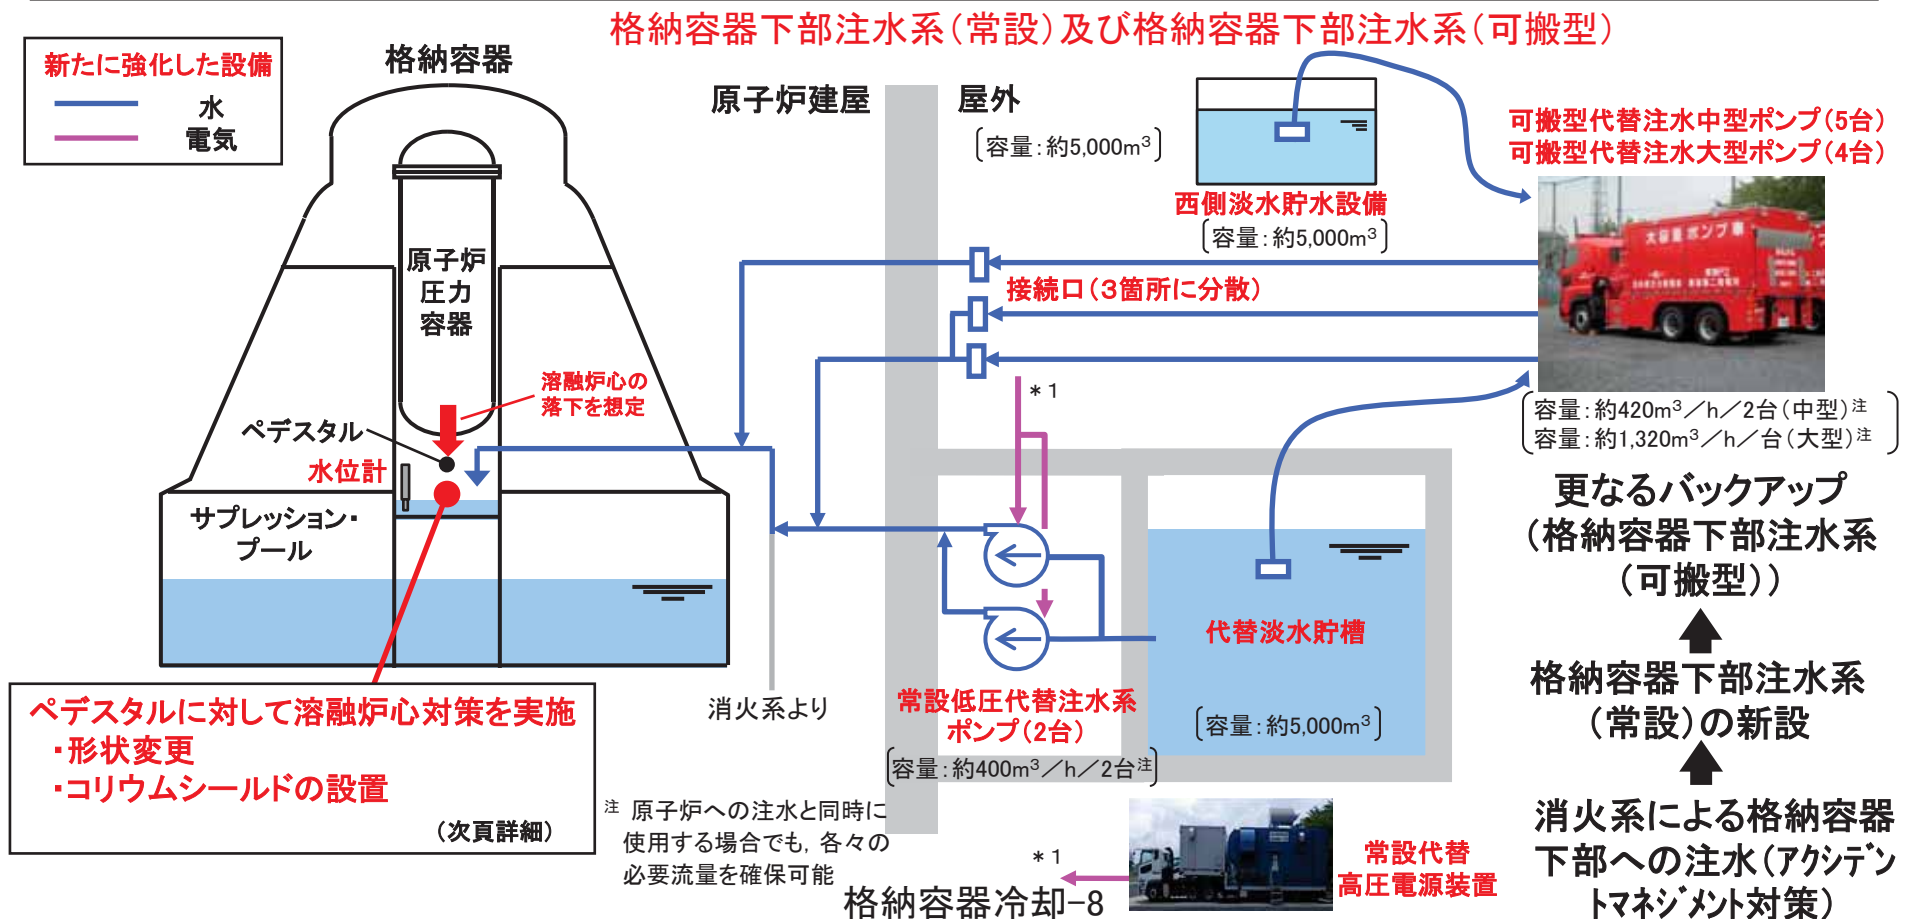 格納容器下部注水系（常設）及び格納容器下部注水系（可搬型）
新たに強化した設備
水
電気
格納容器
原子炉建屋
屋外
［容量：約5,000m³］
西側淡水貯水設備
［容量：約5,000m³］
可搬型代替注水中型ポンプ（5台）
可搬型代替注水大型ポンプ（4台）
大容量ポンプ車
原子炉
圧力
容器
接続口（３箇所に分散）
溶融炉心の
落下を想定
＊１
ペデスタル
水位計
容量：約420m³／h／2台（中型）注
容量：約1,320m³／h／台（大型）注
サプレッション・
プール
更なるバックアップ
（格納容器下部注水系
（可搬型））
代替淡水貯槽
［容量：約5,000m³］
消火系より
常設低圧代替注水系
ポンプ（2台）
［容量：約400m³／h／2台注］
格納容器下部注水系
（常設）の新設
ペデスタルに対して溶融炉心対策を実施
・形状変更
・コリウムシールドの設置
（次頁詳細）
注 原子炉への注水と同時に
使用する場合でも，各々の
必要流量を確保可能
＊１
常設代替
高圧電源装置
消火系による格納容器
下部への注水（アクシデン
トマネジメント対策）
格納容器冷却−8